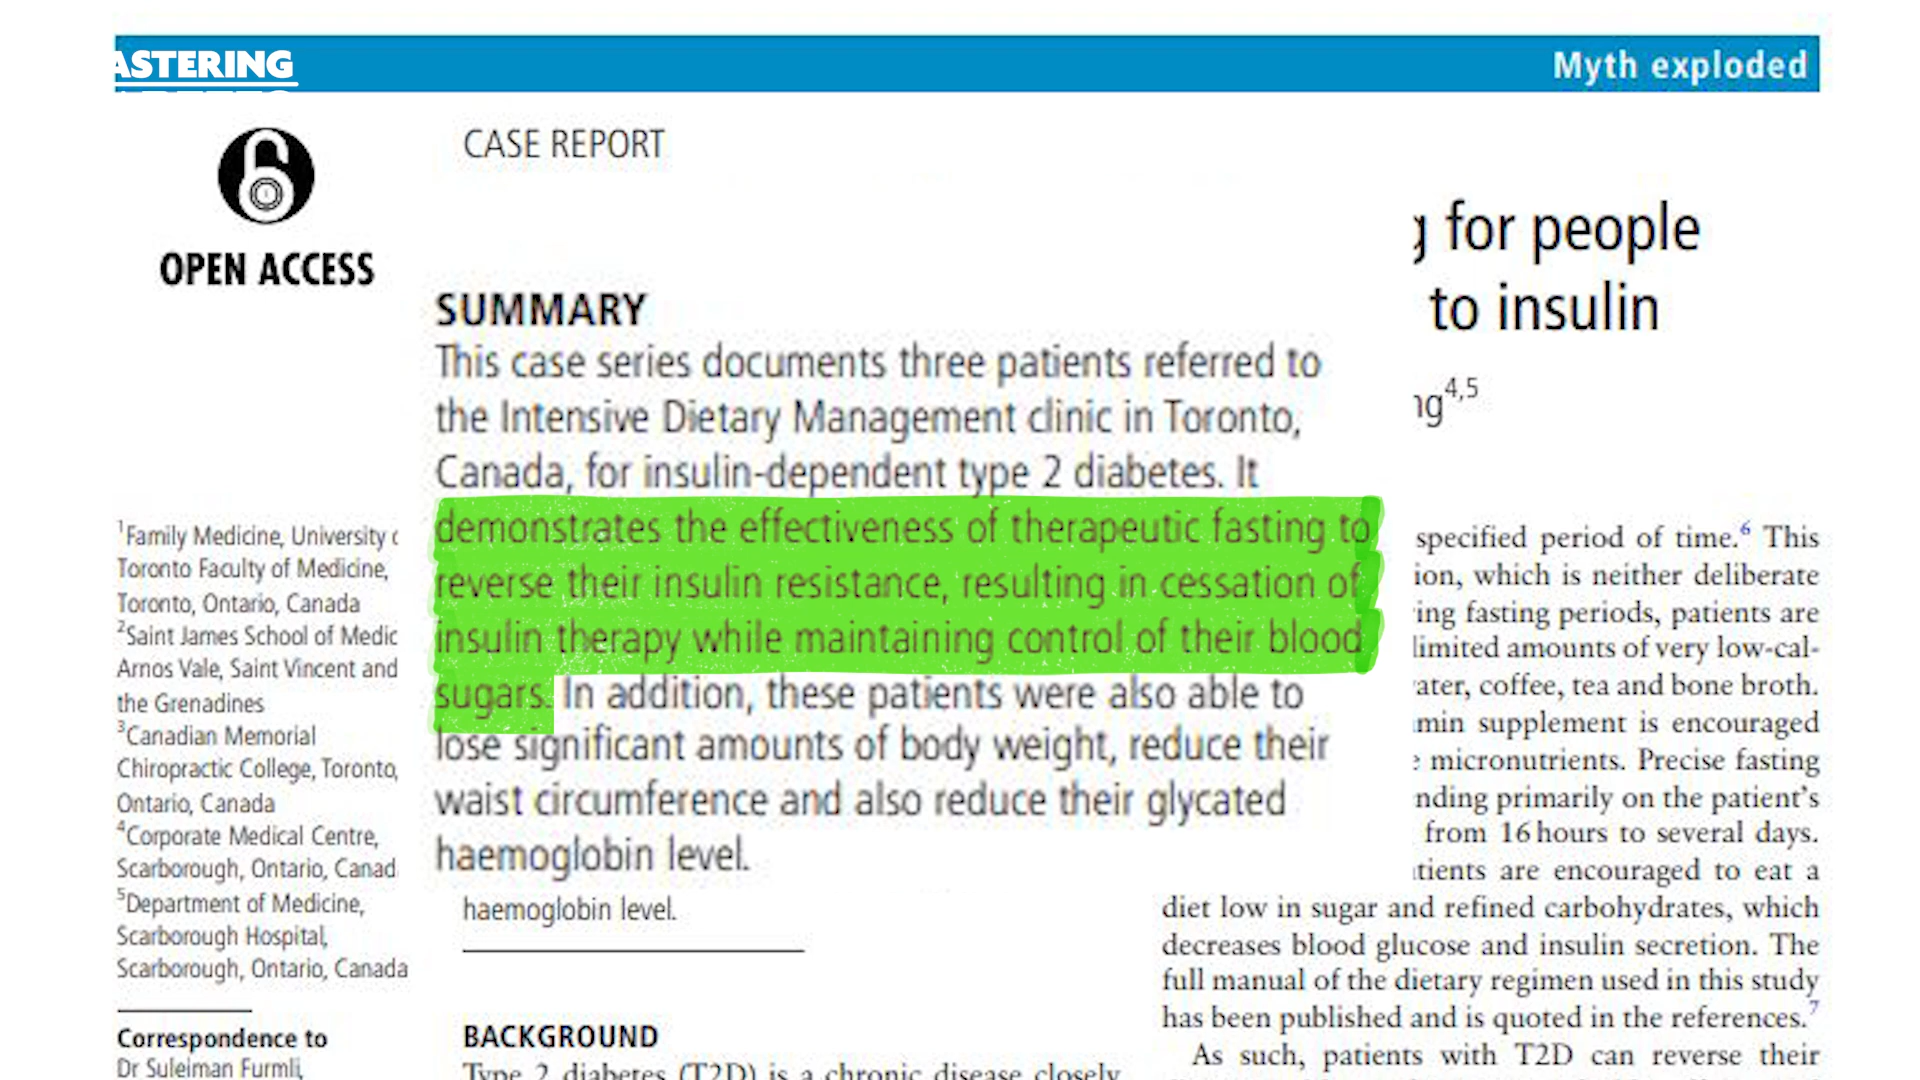 ASTERING
Myth exploded
CASE REPORT
OPEN ACCESS
for people
to insulin
SUMMARY
This case series documents three patients referred to
the Intensive Dietary Management clinic in Toronto,
Canada, for insulin-dependent type 2 diabetes. It
demonstrates the effectiveness of therapeutic fasting to
reverse their insulin resistance, resulting in cessation of
insulin therapy while maintaining control of their blood
sugars. In addition, these patients were also able to
lose significant amounts of body weight, reduce their
waist circumference and also reduce their glycated
haemoglobin level.
haemoglobin level.
BACKGROUND
Type 2 diabetes (T2D) is a chronic disease closely
ng4,5
1Family Medicine, University
Toronto Faculty of Medicine,
Toronto, Ontario, Canada
2Saint James School of Medic
Arnos Vale, Saint Vincent and
the Grenadines
3Canadian Memorial
Chiropractic College, Toronto,
Ontario, Canada
4Corporate Medical Centre,
Scarborough, Ontario, Canad
5Department of Medicine,
Scarborough Hospital,
Scarborough, Ontario, Canada
Correspondence to
Dr Suleiman Furmli,
specified period of time.6 This
ion, which is neither deliberate
ing fasting periods, patients are
limited amounts of very low-cal-
ater, coffee, tea and bone broth.
min supplement is encouraged
micronutrients. Precise fasting
nding primarily on the patient's
from 16 hours to several days.
tients are encouraged to eat a
diet low in sugar and refined carbohydrates, which
decreases blood glucose and insulin secretion. The
full manual of the dietary regimen used in this study
has been published and is quoted in the references.7
As such, patients with T2D can reverse their